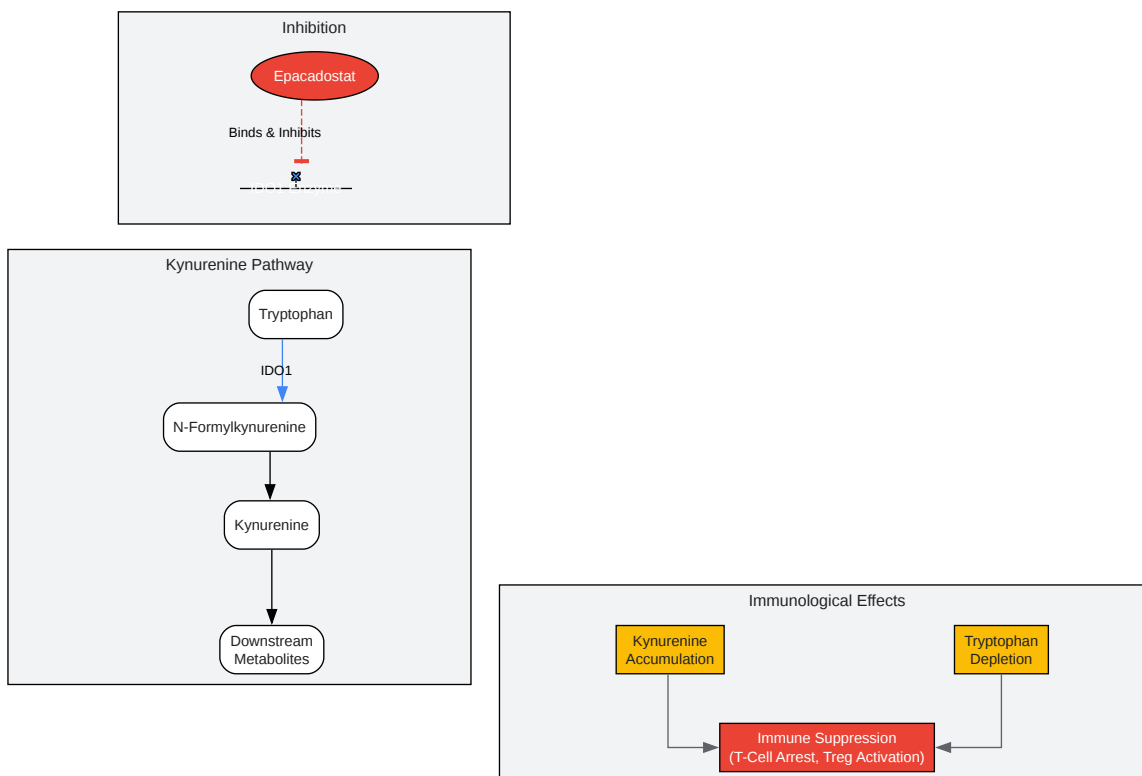 Inhibition
Epacadostat
Binds & Inhibits
Kynurenine Pathway
Tryptophan
IDO1
N-Formylkynurenine
Kynurenine
Downstream
Metabolites
Immunological Effects
Kynurenine
Accumulation
Tryptophan
Depletion
Immune Suppression
(T-Cell Arrest, Treg Activation)